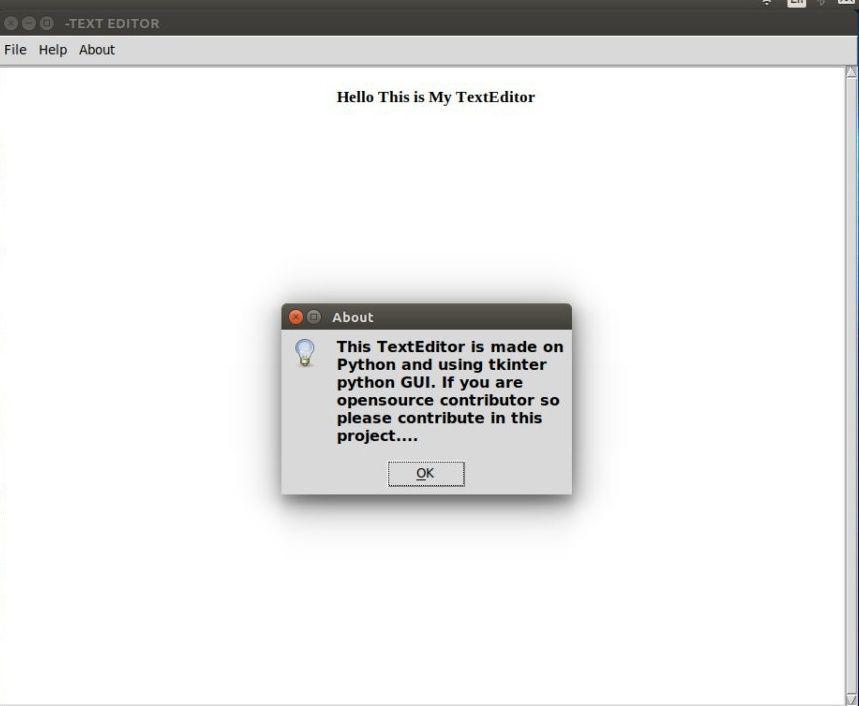 -TEXT EDITOR
File Help About
Hello This is My TextEditor
About
This TextEditor is made on
Python and using tkinter
python GUI. If you are
opensource contributor so
please contribute in this
project....
OK